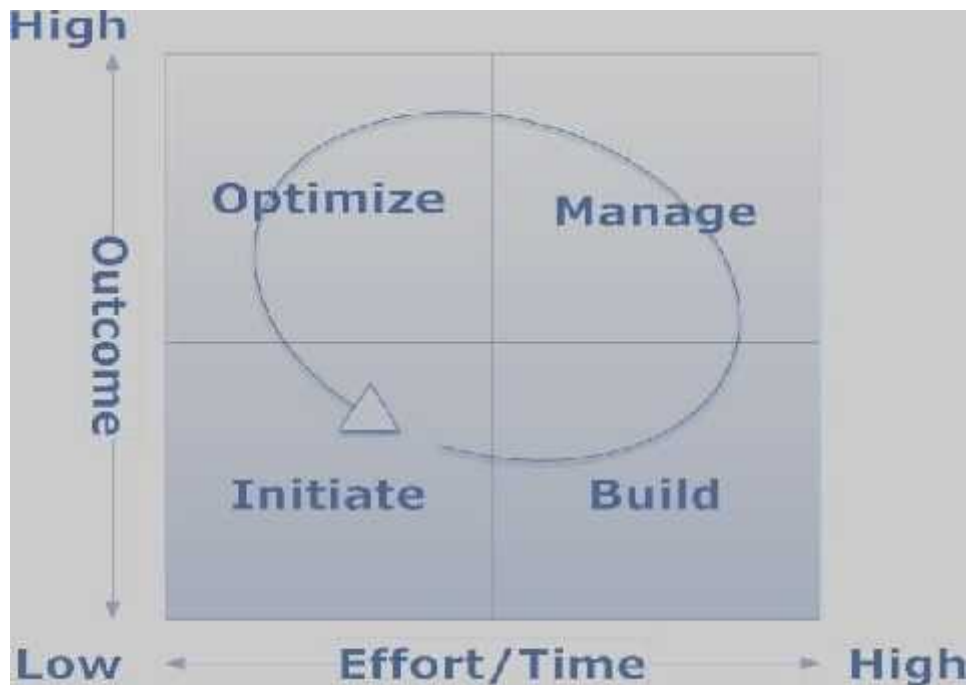 High
Optimize
Manage
Outcome
Initiate
Build
Low
Effort/Time
High